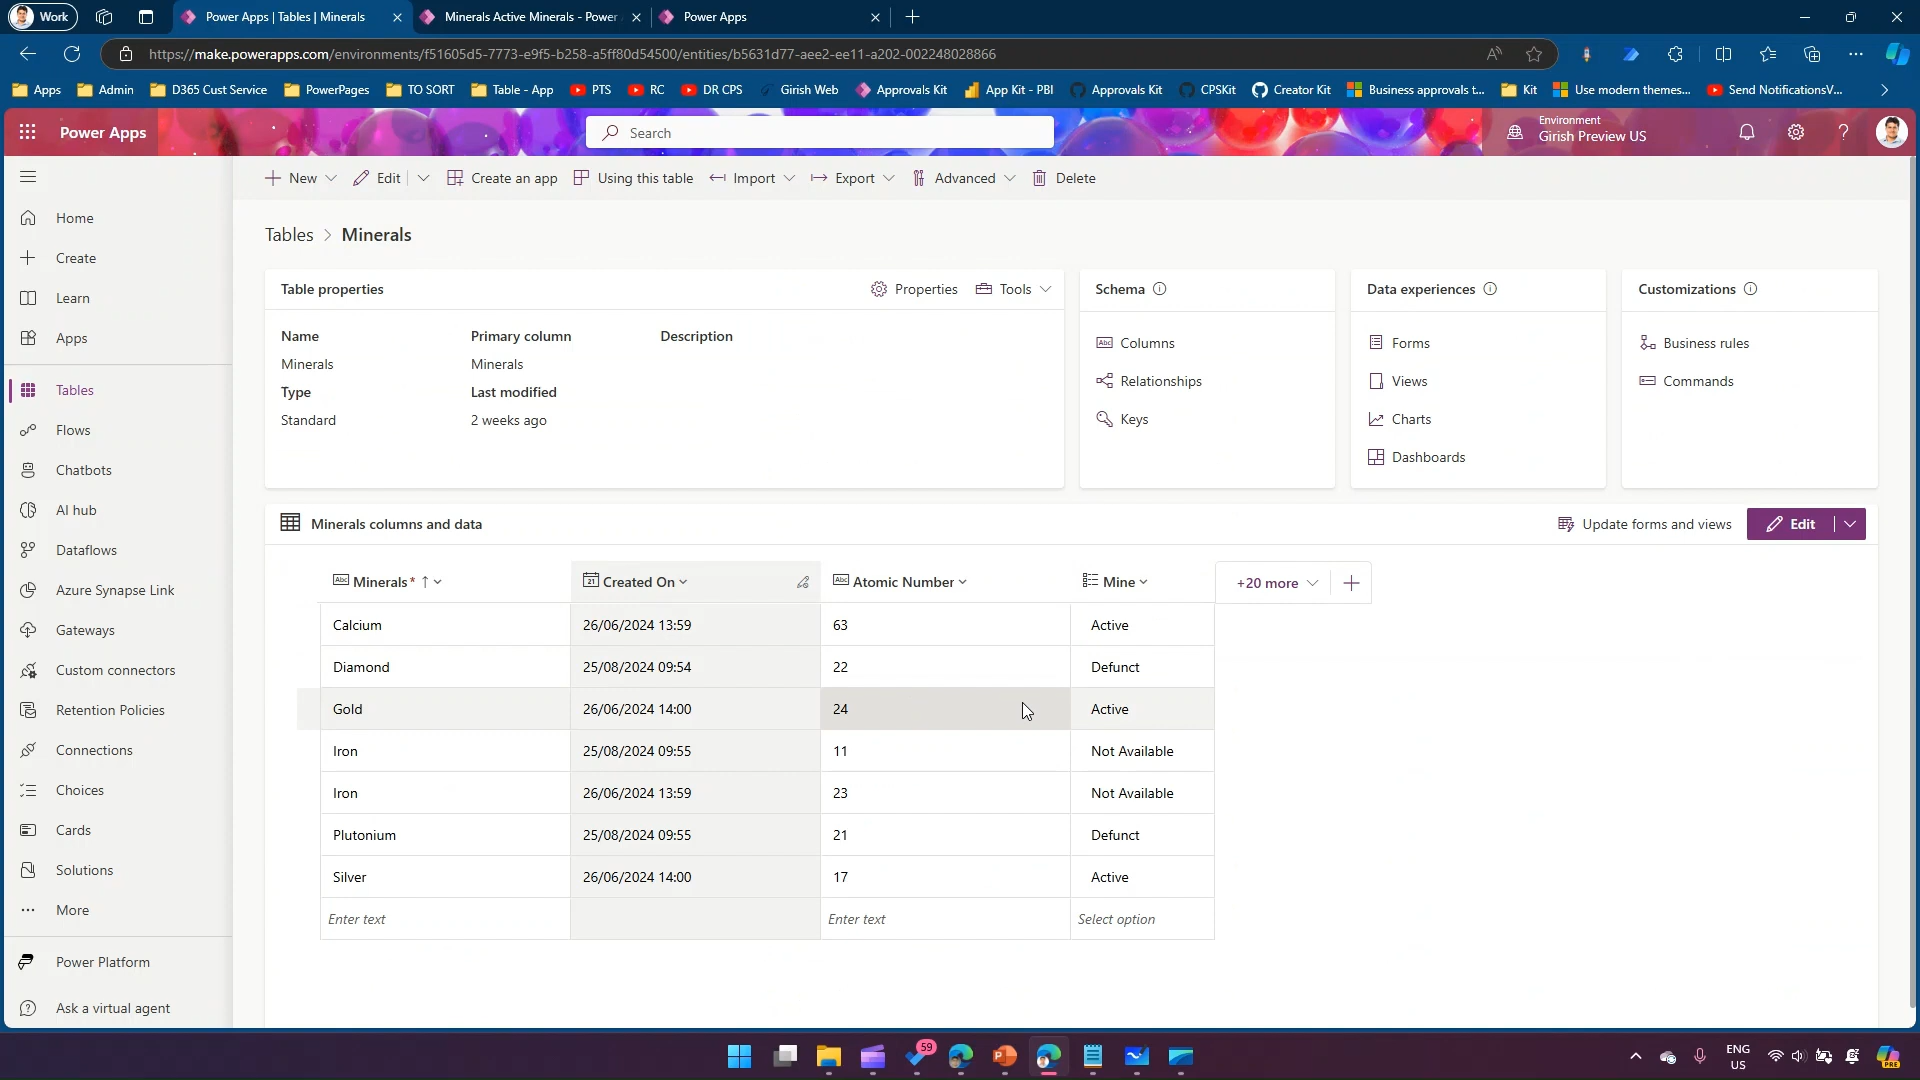 Work
Power Apps | Tables | Minerals
Minerals Active Minerals - Power
Power Apps
https://make.powerapps.com/environments/f51605d5-7773-e9f5-b258-a5ff80d54500/entities/b5631d77-aee2-ee11-a202-002248028866
Apps
Admin
D365 Cust Service
PowerPages
TO SORT
Table - App
PTS
RC
DR CPS
Girish Web
Approvals Kit
App Kit - PBI
Approvals Kit
CPSKit
Creator Kit
Business approvals t...
Kit
Use modern themes...
Send NotificationsV...
Power Apps
Search
Environment
Girish Preview US
New
Edit
Create an app
Using this table
Import
Export
Advanced
Delete
Home
Create
Learn
Apps
Tables
Flows
Chatbots
AI hub
Dataflows
Azure Synapse Link
Gateways
Custom connectors
Retention Policies
Connections
Choices
Cards
Solutions
More
Power Platform
Ask a virtual agent
Tables > Minerals
Table properties
Properties
Tools
Name
Minerals
Type
Standard
Primary column
Minerals
Last modified
2 weeks ago
Description
Schema
Columns
Relationships
Keys
Data experiences
Forms
Views
Charts
Dashboards
Customizations
Business rules
Commands
Minerals columns and data
Update forms and views
Edit
Minerals * ↑ Created On Atomic Number Mine +20 more
Calcium 26/06/2024 13:59 63 Active
Diamond 25/08/2024 09:54 22 Defunct
Gold 26/06/2024 14:00 24 Active
Iron 25/08/2024 09:55 11 Not Available
Iron 26/06/2024 13:59 23 Not Available
Plutonium 25/08/2024 09:55 21 Defunct
Silver 26/06/2024 14:00 17 Active
Enter text Enter text Select option
59
ENG
US
PRE